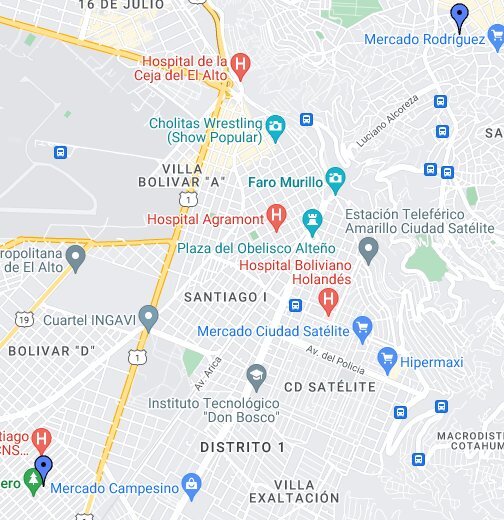 16 DE JULIO
Mercado Rodríguez
Hospital de la
Ceja del El Alto
H
Luciano Alcoreza
Cholitas Wrestling
(Show Popular)
SA
VILLA
BOLIVAR "A"
Faro Murillo
1
Hospital Agramont
H
Estación Teleférico
Amarillo Ciudad Satélite
Plaza del Obelisco Alteño
ropolitana
de El Alto
Hospital Boliviano
Holandés
H
SANTIAGO I
19
Cuartel INGAVI
Mercado Ciudad Satélite
BOLIVAR "D"
1
Av. del Policía
Hipermaxi
Av. Arica
CD SATÉLITE
Instituto Tecnológico
"Don Bosco"
tiago
CNS...
H
DISTRITO 1
MACRODIST
COTAHUM
ero
Mercado Campesino
VILLA
EXALTACIÓN
1